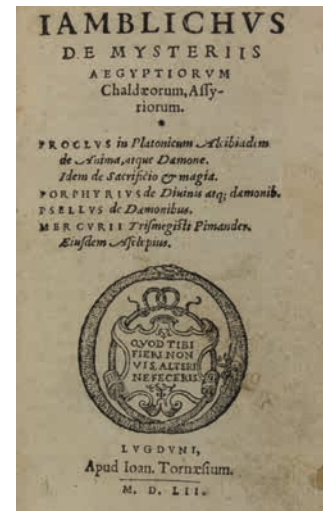 IAMBLICHVS
DE MYSTERIIS
AEGYPTIORVM
Chaldæorum, Aſſy-
riorum.
*
PROCLVS in Platonicum Alcibiadem
de Anima, atque Dæmone.
Idem de Sacrificio & magia.
PORPHYRIVS de Diuinis atq; dæmonib.
PSELLVS de Dæmonibus.
MERCVRII Triſmegiſti Pimander.
Eiuſdem Aſclepius.
QVOD TIBI
FIERI NON
VIS, ALTERI
NE FECERIS
LVGDVNI,
Apud Ioan. Tornæſium.
M. D. LII.